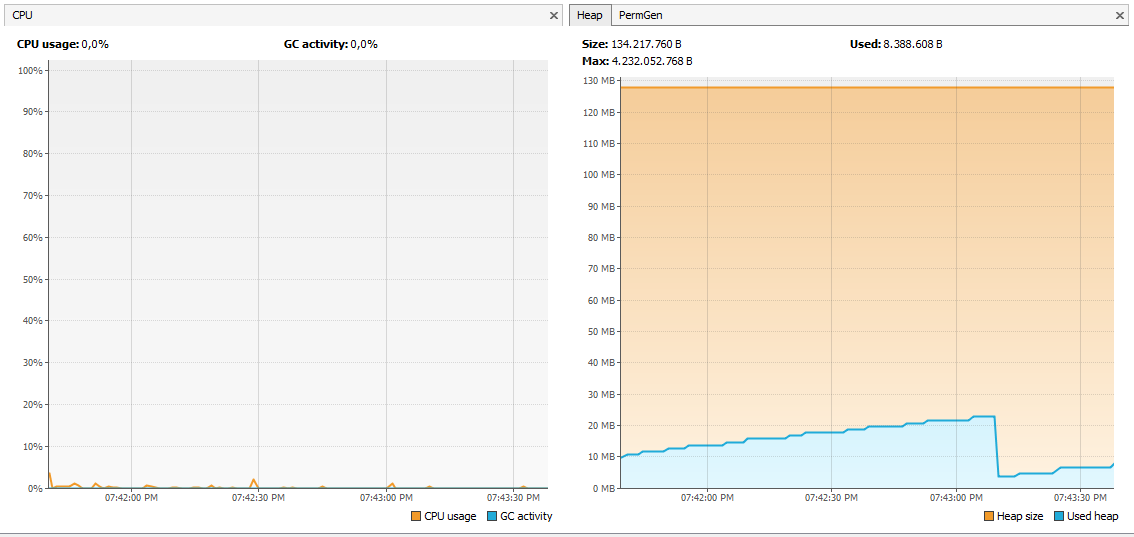 CPU
CPU usage: 0,0% GC activity: 0,0%
100%
90%
80%
70%
60%
50%
40%
30%
20%
10%
0%
07:42:00 PM 07:42:30 PM 07:43:00 PM 07:43:30 PM
CPU usage GC activity
Heap PermGen
Size: 134.217.760 B Used: 8.388.608 B
Max: 4.232.052.768 B
130 MB
120 MB
110 MB
100 MB
90 MB
80 MB
70 MB
60 MB
50 MB
40 MB
30 MB
20 MB
10 MB
0 MB
07:42:00 PM 07:42:30 PM 07:43:00 PM 07:43:30 PM
Heap size Used heap